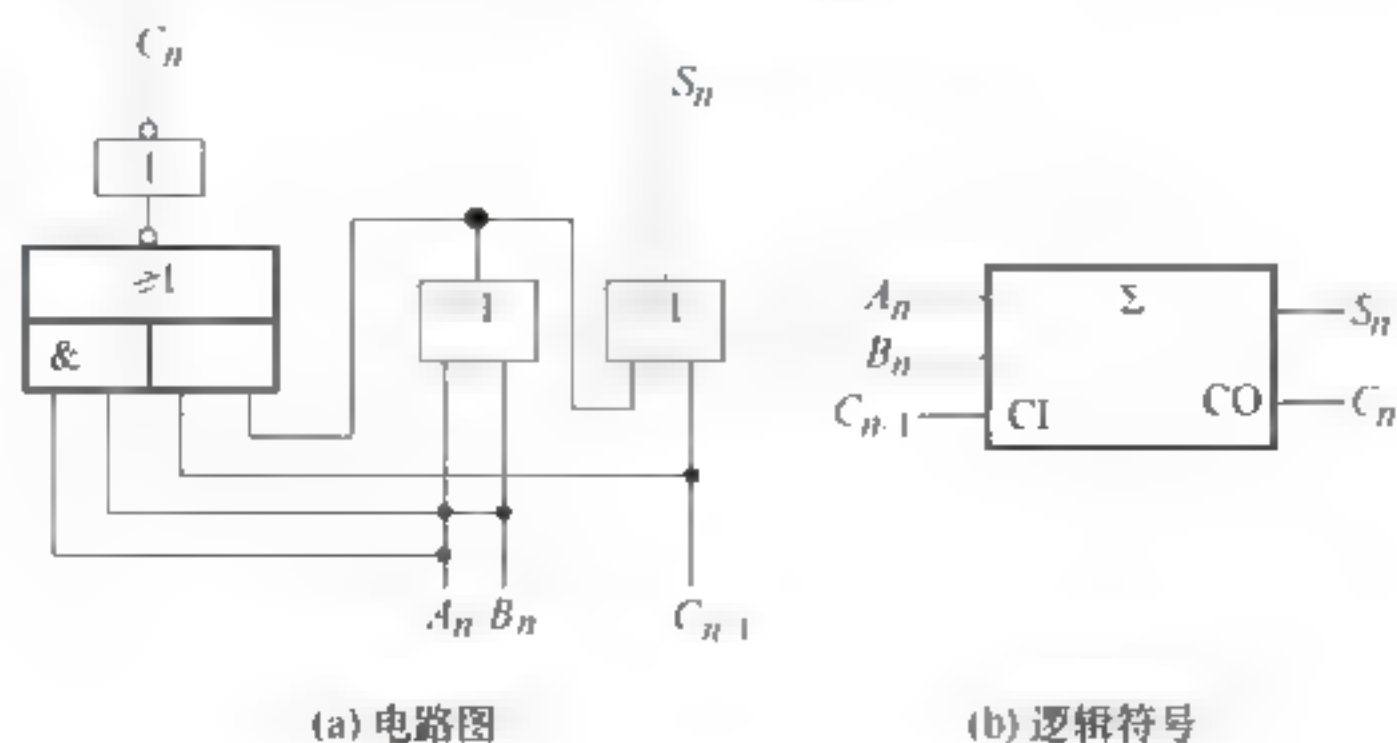 C_n
S_n
1
≥1
&
1
1
A_n B_n
C_{n-1}
(a) 电路图
A_n
B_n
C_{n-1}
Σ
CI
CO
S_n
C_n
(b) 逻辑符号